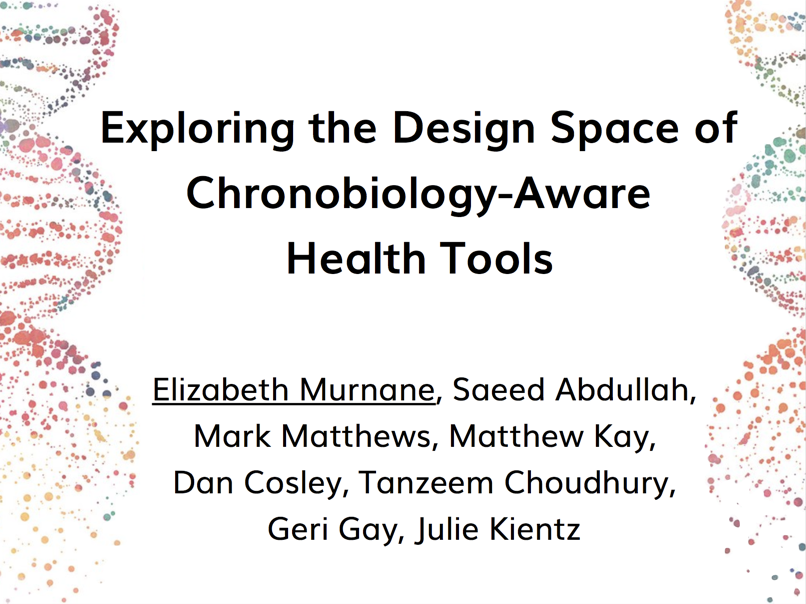 Exploring the Design Space of
Chronobiology-Aware
Health Tools
Elizabeth Murnane, Saeed Abdullah,
Mark Matthews, Matthew Kay,
Dan Cosley, Tanzeem Choudhury,
Geri Gay, Julie Kientz